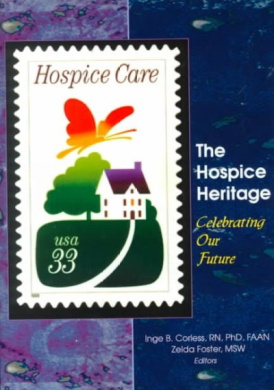 Hospice Care
usa
33
The
Hospice
Heritage
Celebrating
Our
Future
Inge B. Corless, RN, PhD, FAAN
Zelda Foster, MSW
Editors